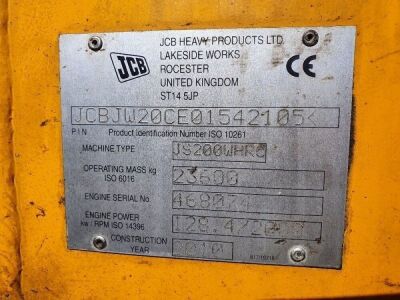 JCB
JCB HEAVY PRODUCTS LTD.
LAKESIDE WORKS
ROCESTER
UNITED KINGDOM
ST14 5JP
CE
JCBJW20CE01542105<
P I N Product Identification Number ISO 10261
MACHINE TYPE
OPERATING MASS kg
ISO 6016
23600
ENGINE SERIAL No.
ENGINE POWER
kw / RPM ISO 14396
CONSTRUCTION
YEAR
2010